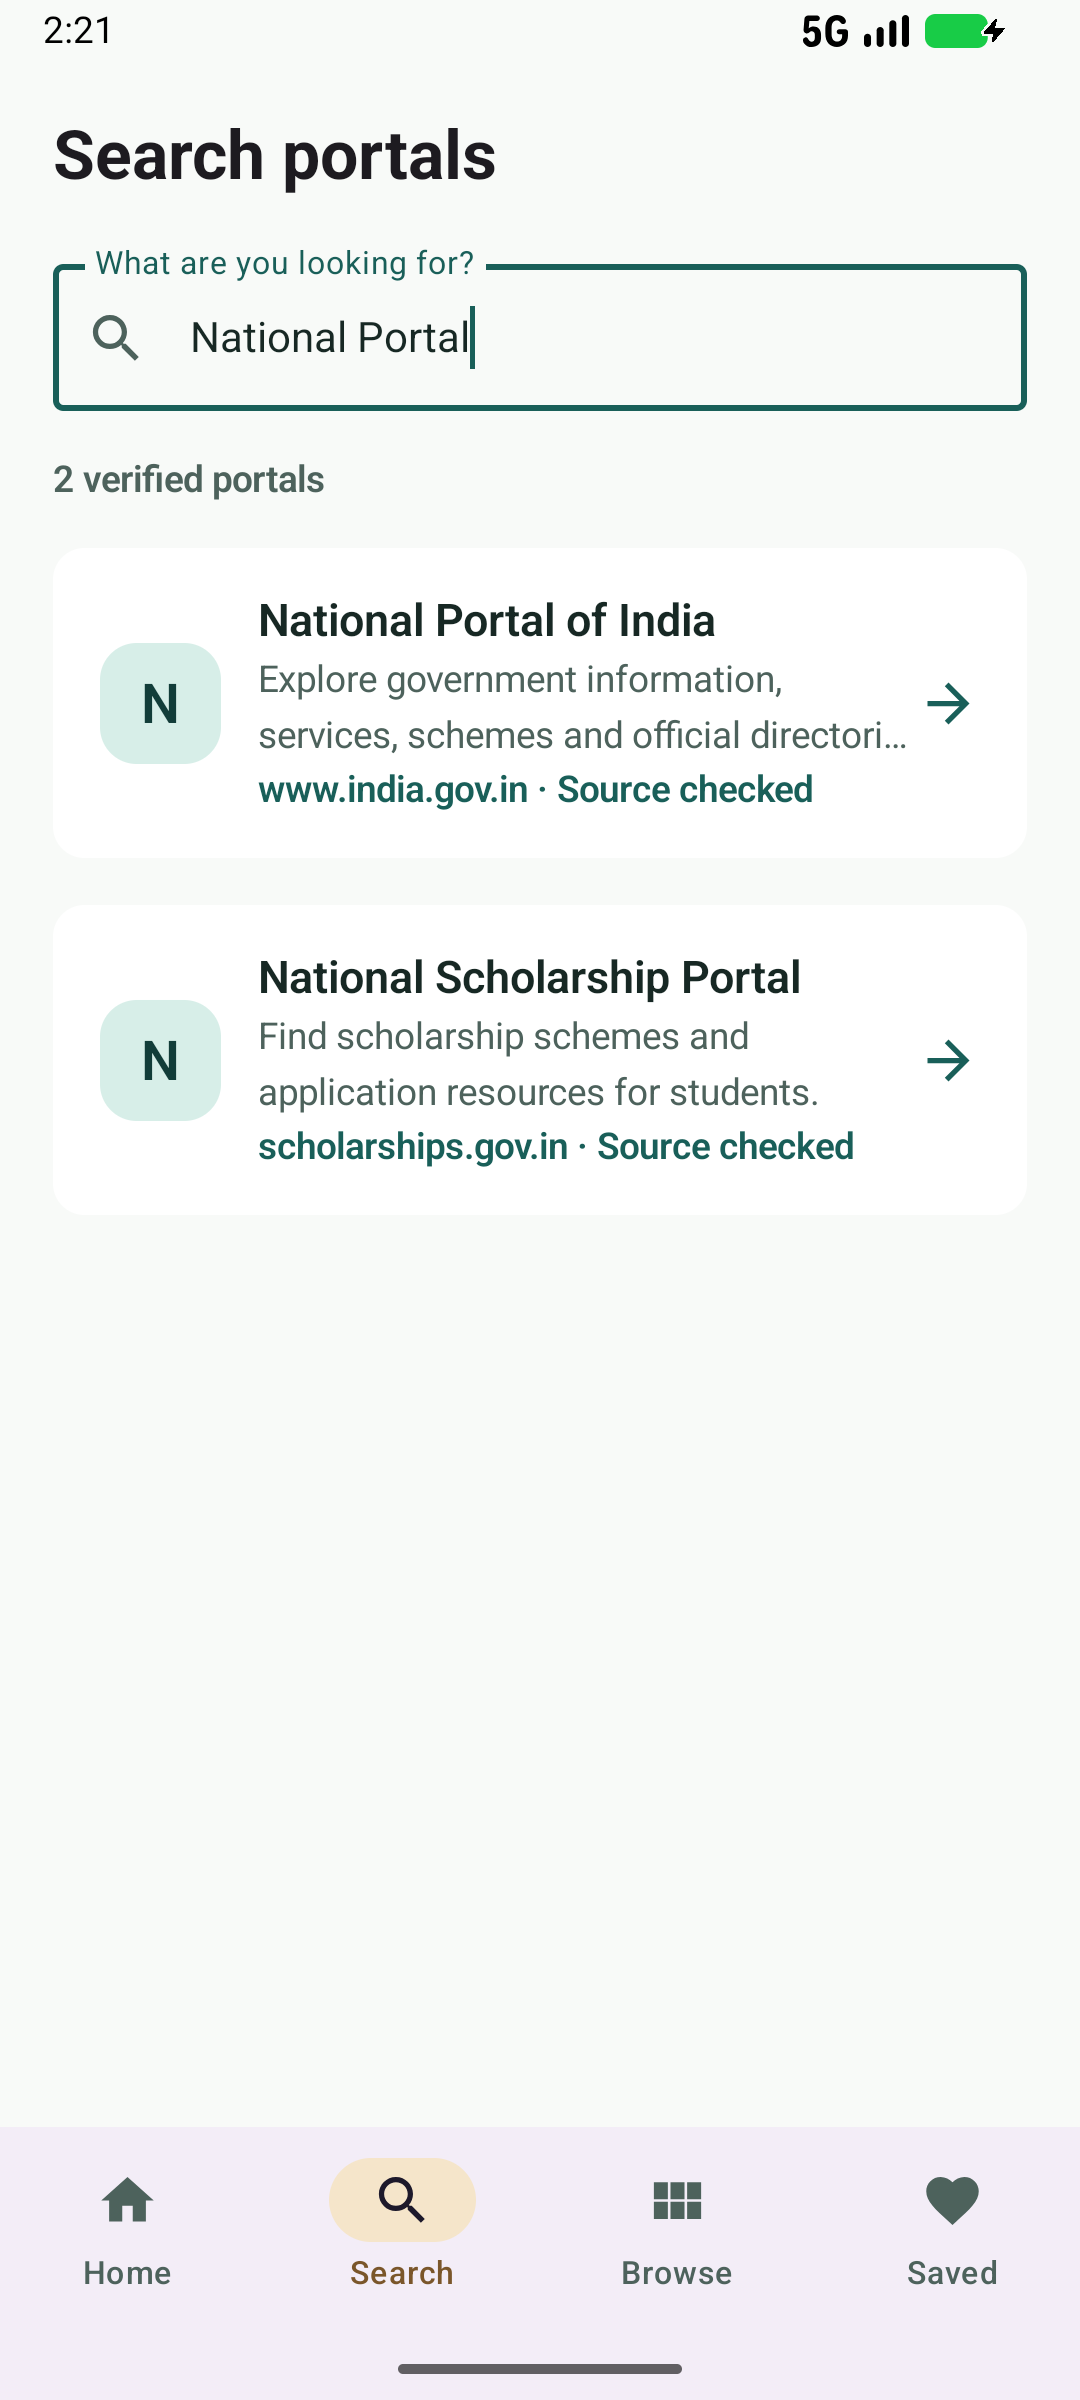 2:21
5G
Search portals
What are you looking for?
National Portal
2 verified portals
N
National Portal of India
Explore government information,
services, schemes and official directori…
www.india.gov.in · Source checked
N
National Scholarship Portal
Find scholarship schemes and
application resources for students.
scholarships.gov.in · Source checked
Home
Search
Browse
Saved